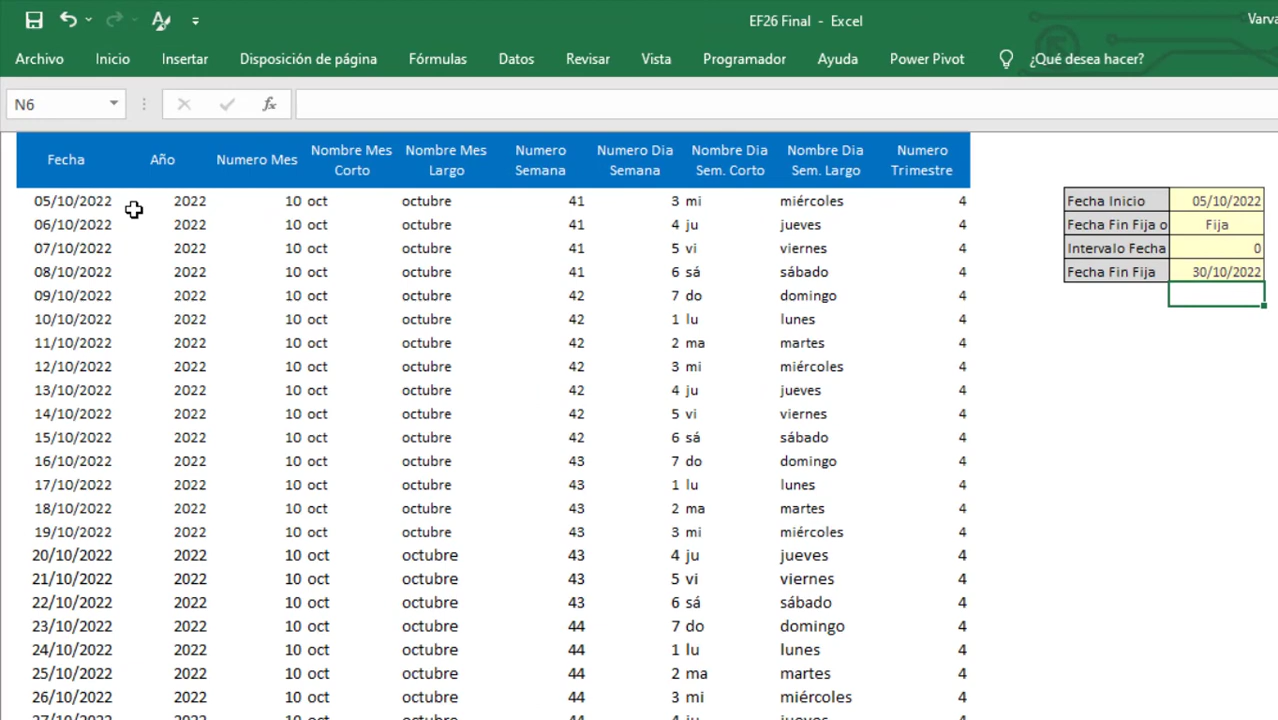 EF26 Final - Excel
Archivo Inicio Insertar Disposición de página Fórmulas Datos Revisar Vista Programador Ayuda Power Pivot ¿Qué desea hacer?
N6 fx
Fecha Año Numero Mes Nombre Mes Corto Nombre Mes Largo Numero Semana Numero Dia Semana Nombre Dia Sem. Corto Nombre Dia Sem. Largo Numero Trimestre
05/10/2022 2022 10 oct octubre 41 3 mi miércoles 4 Fecha Inicio 05/10/2022
06/10/2022 2022 10 oct octubre 41 4 ju jueves 4 Fecha Fin Fija o Fija
07/10/2022 2022 10 oct octubre 41 5 vi viernes 4 Intervalo Fecha 0
08/10/2022 2022 10 oct octubre 41 6 sá sábado 4 Fecha Fin Fija 30/10/2022
09/10/2022 2022 10 oct octubre 42 7 do domingo 4
10/10/2022 2022 10 oct octubre 42 1 lu lunes 4
11/10/2022 2022 10 oct octubre 42 2 ma martes 4
12/10/2022 2022 10 oct octubre 42 3 mi miércoles 4
13/10/2022 2022 10 oct octubre 42 4 ju jueves 4
14/10/2022 2022 10 oct octubre 42 5 vi viernes 4
15/10/2022 2022 10 oct octubre 42 6 sá sábado 4
16/10/2022 2022 10 oct octubre 43 7 do domingo 4
17/10/2022 2022 10 oct octubre 43 1 lu lunes 4
18/10/2022 2022 10 oct octubre 43 2 ma martes 4
19/10/2022 2022 10 oct octubre 43 3 mi miércoles 4
20/10/2022 2022 10 oct octubre 43 4 ju jueves 4
21/10/2022 2022 10 oct octubre 43 5 vi viernes 4
22/10/2022 2022 10 oct octubre 43 6 sá sábado 4
23/10/2022 2022 10 oct octubre 44 7 do domingo 4
24/10/2022 2022 10 oct octubre 44 1 lu lunes 4
25/10/2022 2022 10 oct octubre 44 2 ma martes 4
26/10/2022 2022 10 oct octubre 44 3 mi miércoles 4